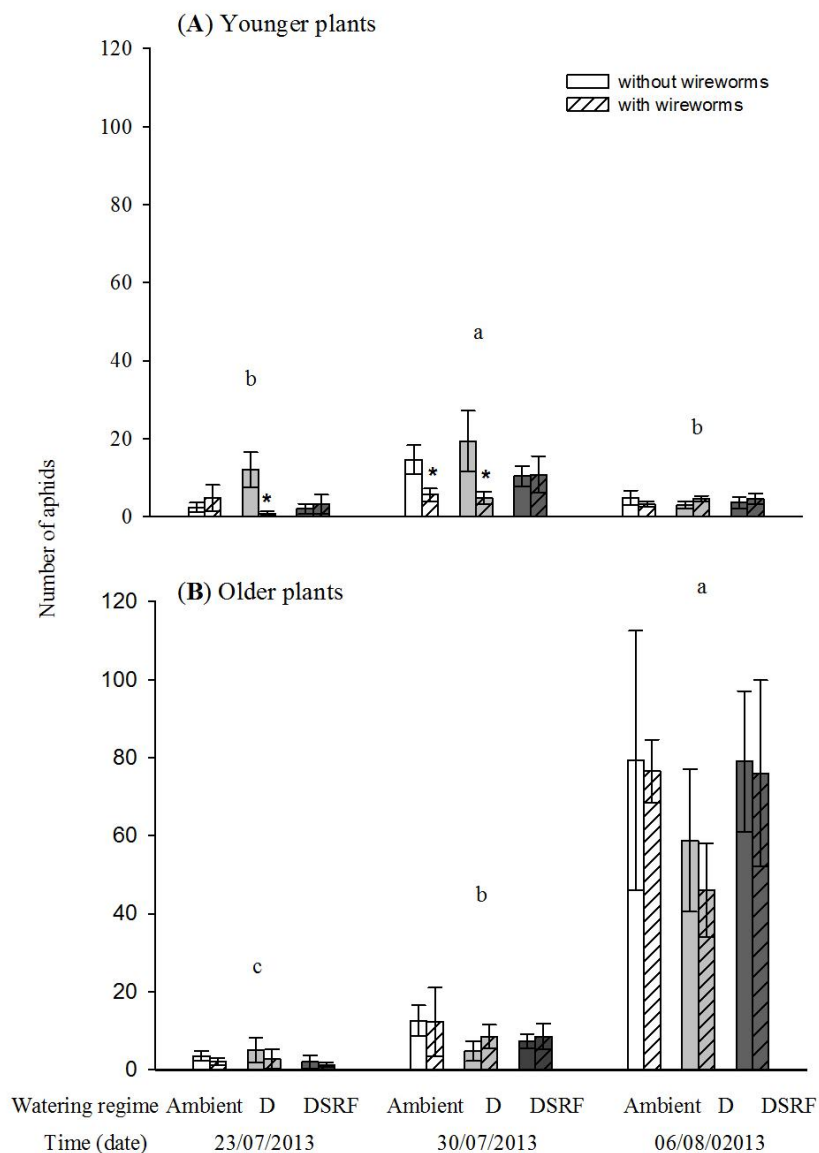 (A) Younger plants
120
without wireworms
with wireworms
100
80
60
40
a
b
b
20
*
*
*
0
Number of aphids
(B) Older plants
120
a
100
80
60
40
b
c
20
0
Watering regime Ambient D DSRF Ambient D DSRF Ambient D DSRF
Time (date) 23/07/2013 30/07/2013 06/08/02013